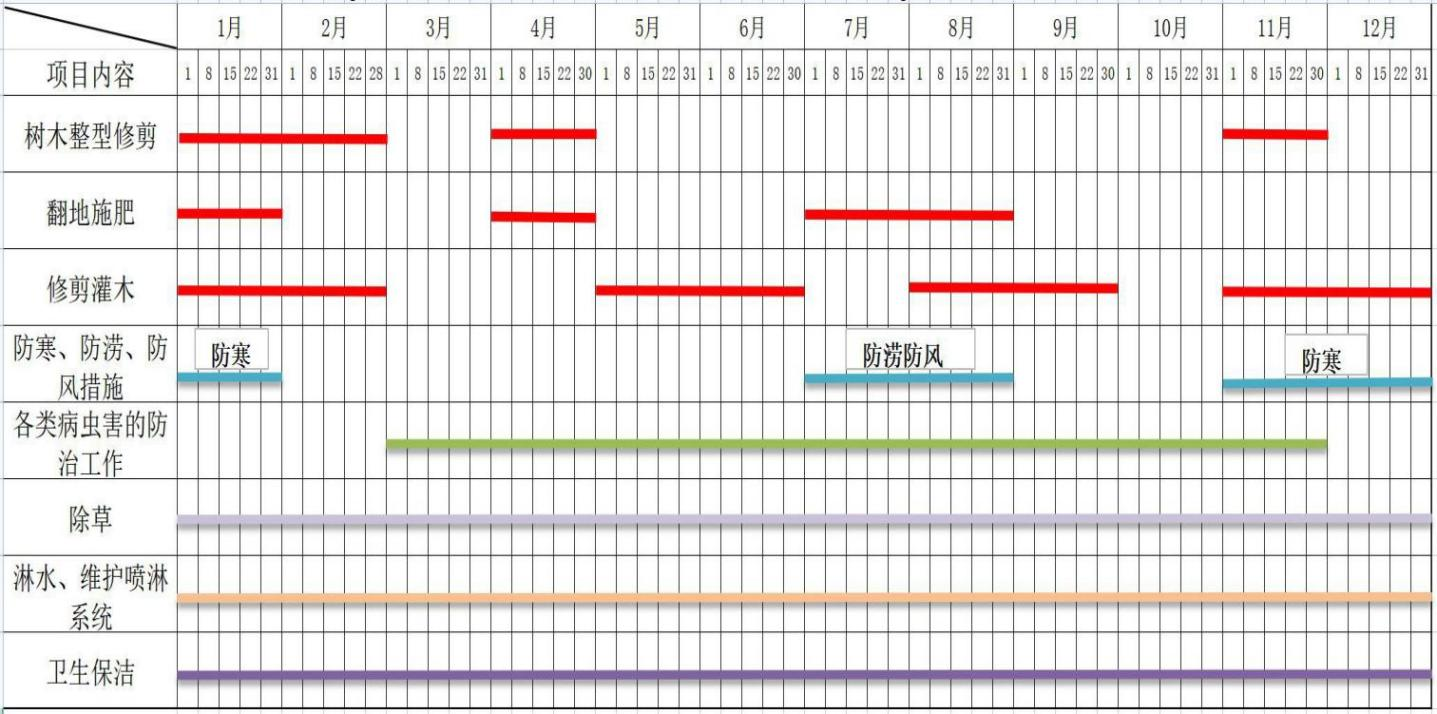 1月 2月 3月 4月 5月 6月 7月 8月 9月 10月 11月 12月
项目内容 1 8 15 22 31 1 8 15 22 28 1 8 15 22 31 1 8 15 22 30 1 8 15 22 31 1 8 15 22 30 1 8 15 22 31 1 8 15 22 31 1 8 15 22 30 1 8 15 22 31 1 8 15 22 30 1 8 15 22 31
树木整型修剪
翻地施肥
修剪灌木
防寒、防涝、防
风措施
防寒
防涝防风
防寒
各类病虫害的防
治工作
除草
淋水、维护喷淋
系统
卫生保洁